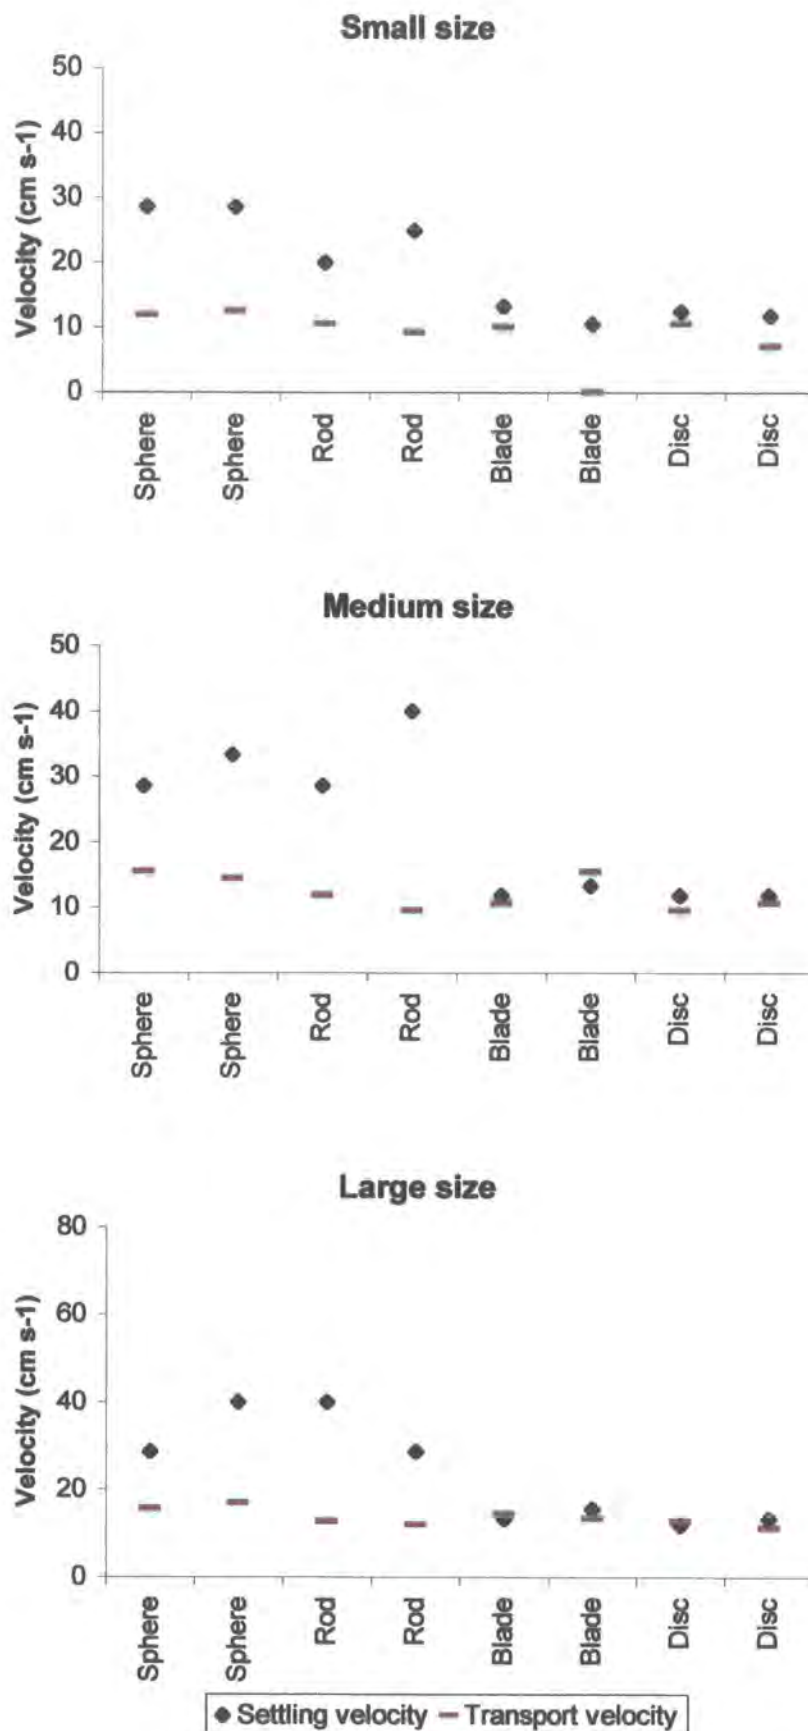 Small size
Velocity (cm s-1)
50
40
30
20
10
0
Sphere
Sphere
Rod
Rod
Blade
Blade
Disc
Disc
Medium size
Velocity (cm s-1)
50
40
30
20
10
0
Sphere
Sphere
Rod
Rod
Blade
Blade
Disc
Disc
Large size
Velocity (cm s-1)
80
60
40
20
0
Sphere
Sphere
Rod
Rod
Blade
Blade
Disc
Disc
Settling velocity Transport velocity